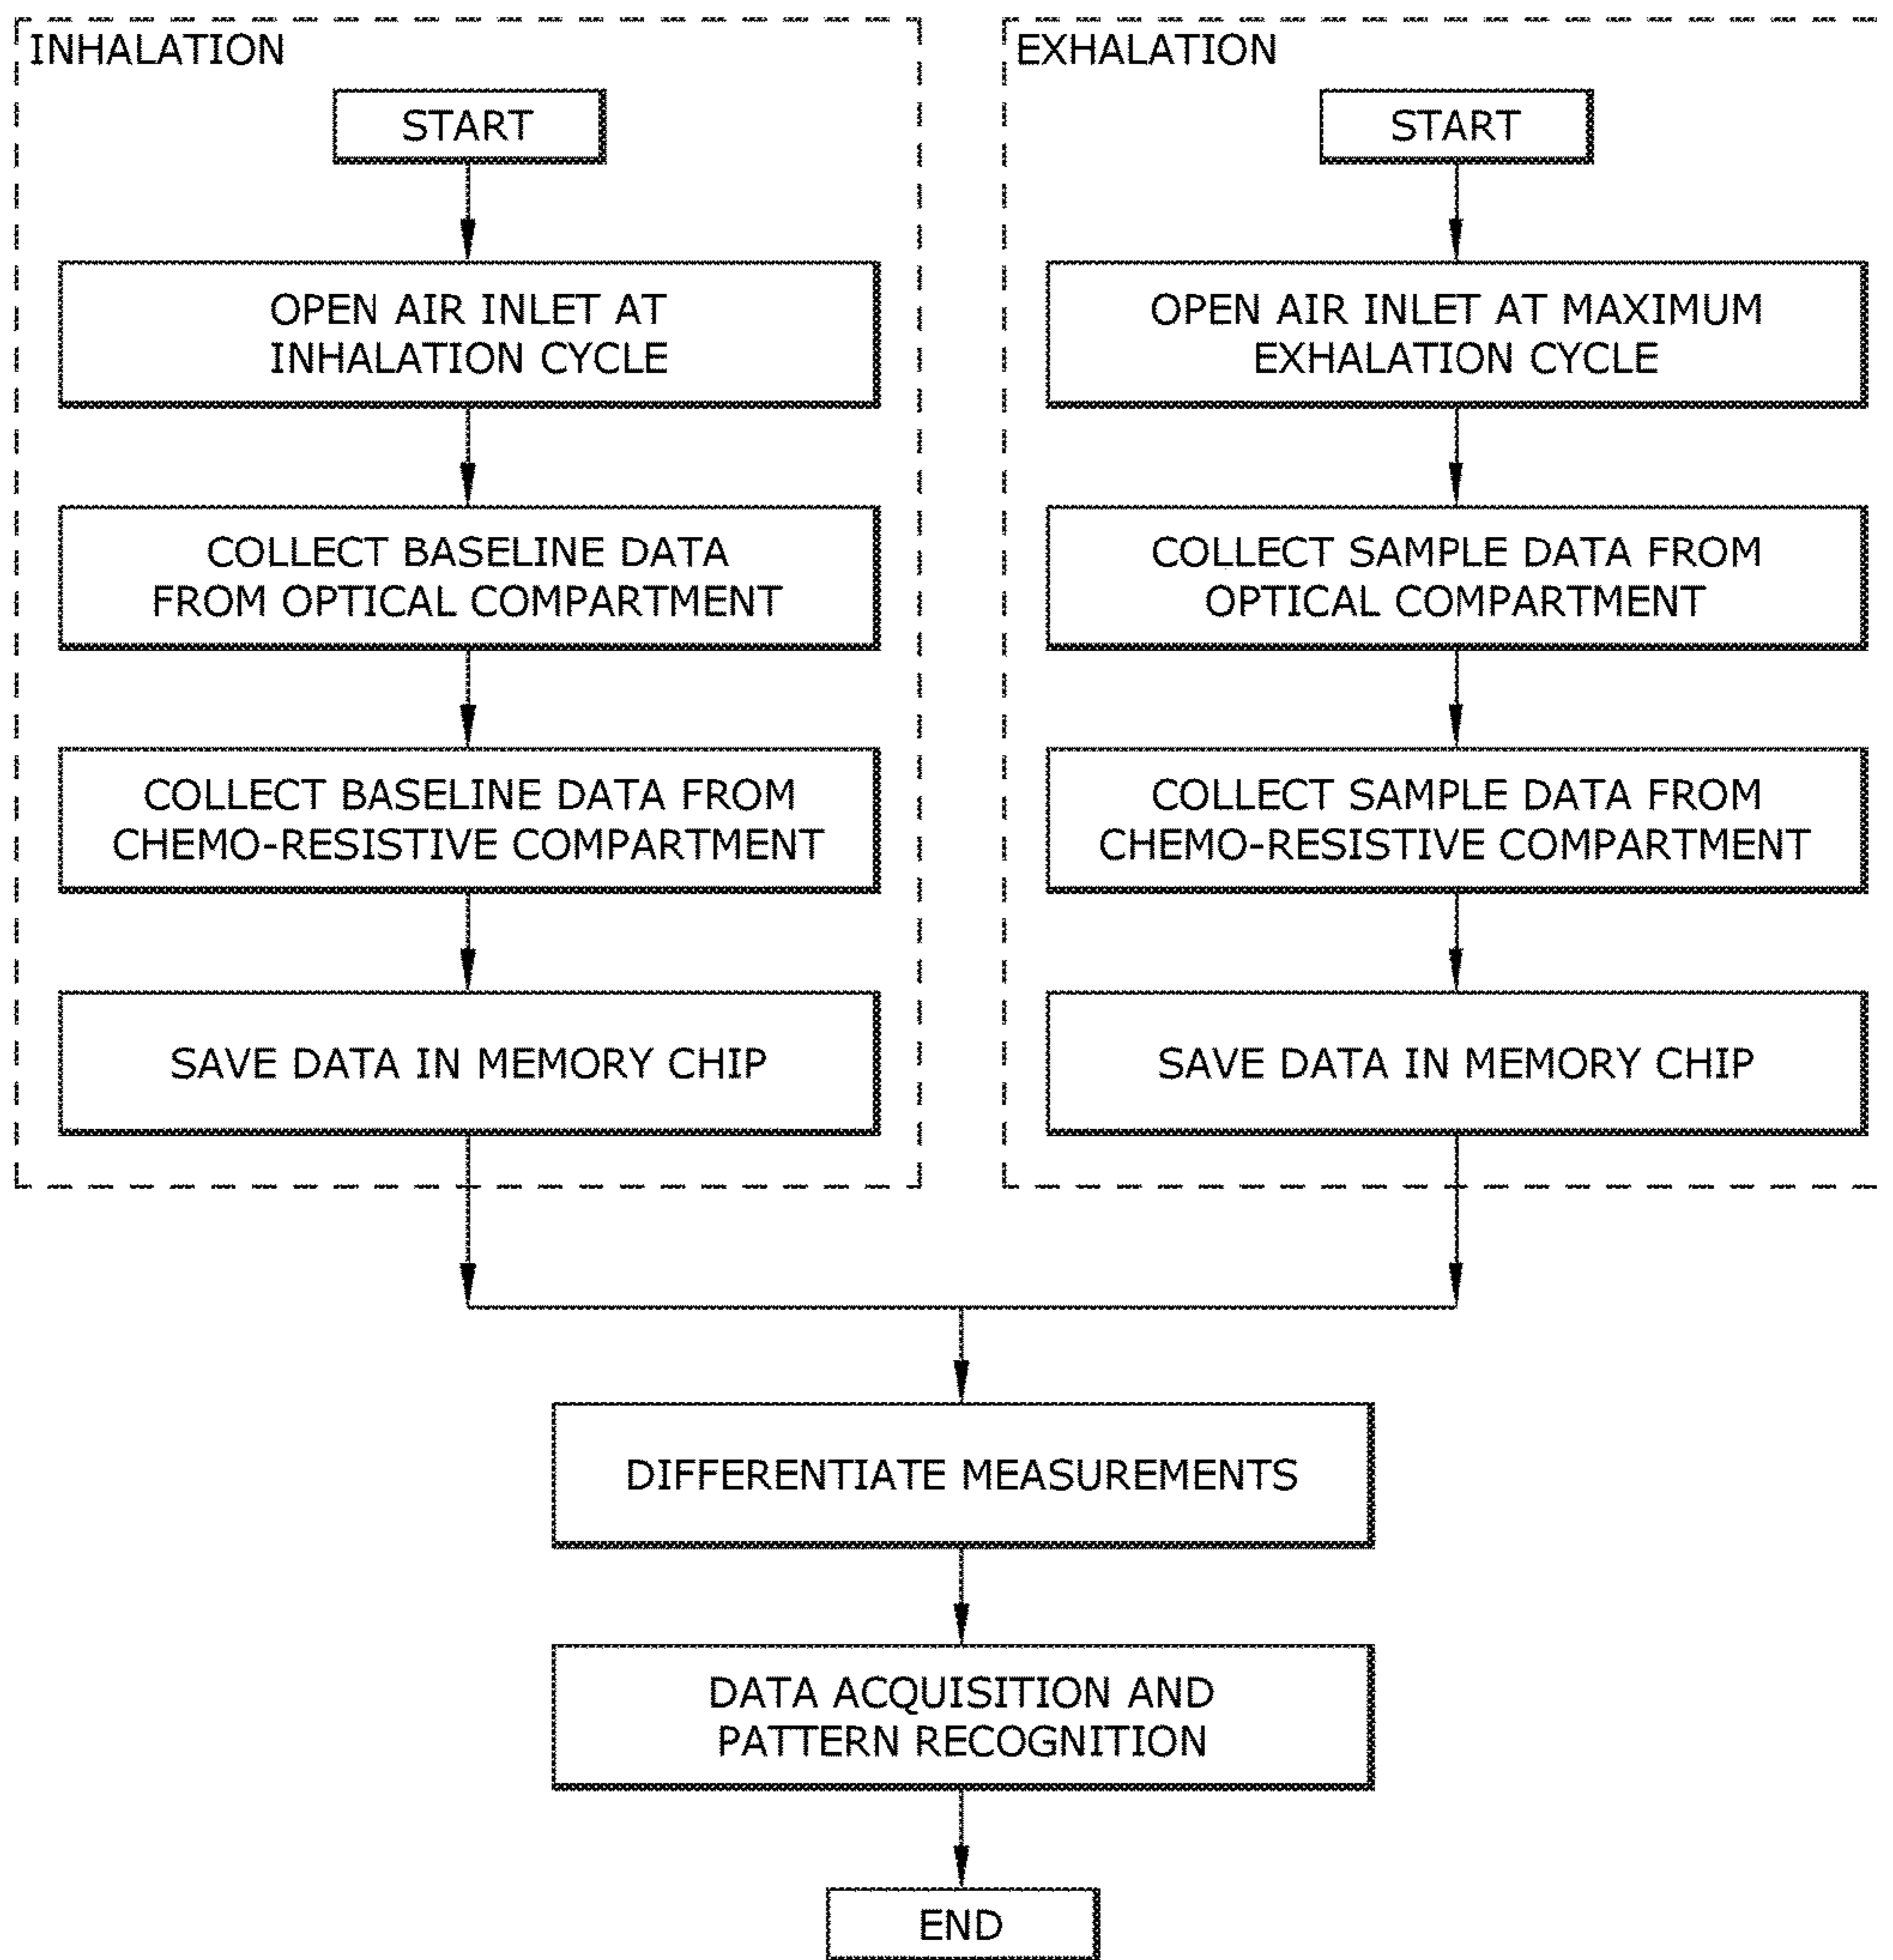 INHALATION
START
OPEN AIR INLET AT
INHALATION CYCLE
COLLECT BASELINE DATA
FROM OPTICAL COMPARTMENT
COLLECT BASELINE DATA FROM
CHEMO-RESISTIVE COMPARTMENT
SAVE DATA IN MEMORY CHIP
EXHALATION
START
OPEN AIR INLET AT MAXIMUM
EXHALATION CYCLE
COLLECT SAMPLE DATA FROM
OPTICAL COMPARTMENT
COLLECT SAMPLE DATA FROM
CHEMO-RESISTIVE COMPARTMENT
SAVE DATA IN MEMORY CHIP
DIFFERENTIATE MEASUREMENTS
DATA ACQUISITION AND
PATTERN RECOGNITION
END